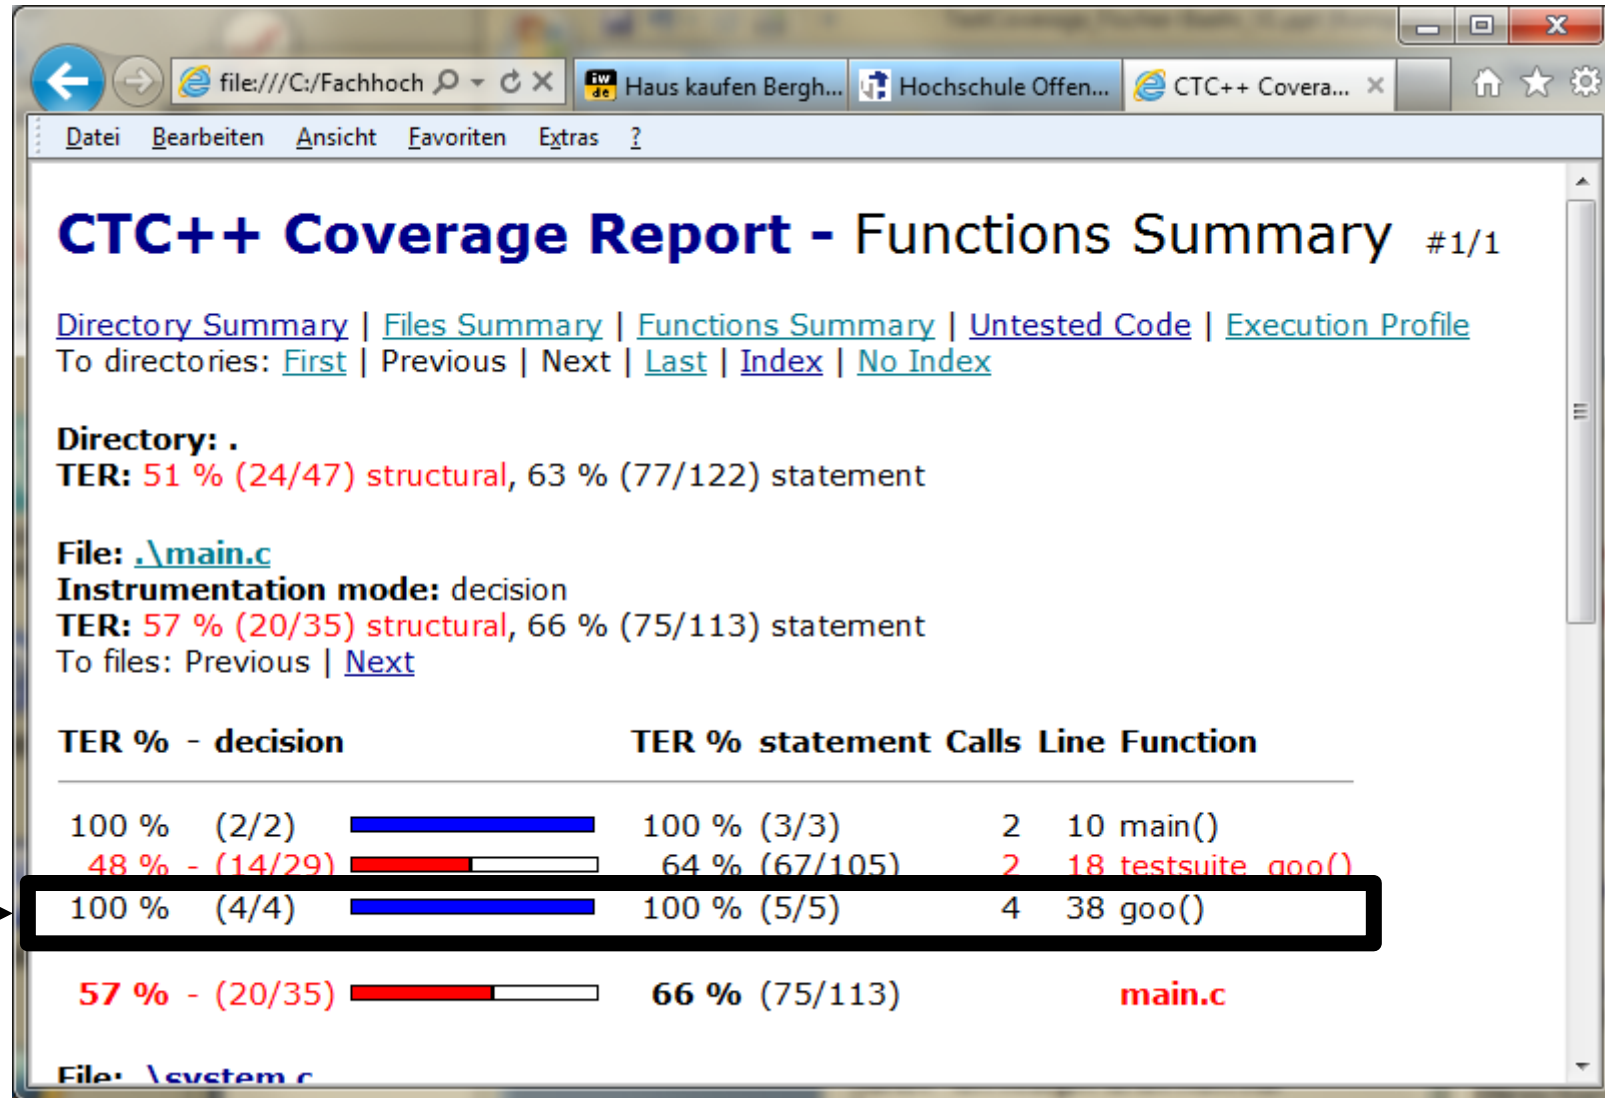 file:///C:/Fachhoch
Haus kaufen Bergh...
Hochschule Offen...
CTC++ Covera...
Datei Bearbeiten Ansicht Favoriten Extras ?
CTC++ Coverage Report - Functions Summary #1/1
Directory Summary | Files Summary | Functions Summary | Untested Code | Execution Profile
To directories: First | Previous | Next | Last | Index | No Index
Directory: .
TER: 51 % (24/47) structural, 63 % (77/122) statement
File: .\main.c
Instrumentation mode: decision
TER: 57 % (20/35) structural, 66 % (75/113) statement
To files: Previous | Next
TER % - decision TER % statement Calls Line Function
100 % (2/2) 100 % (3/3) 2 10 main()
48 % - (14/29) 64 % (67/105) 2 18 testsuite_goo()
100 % (4/4) 100 % (5/5) 4 38 goo()
57 % - (20/35) 66 % (75/113) main.c
File: .\system.c